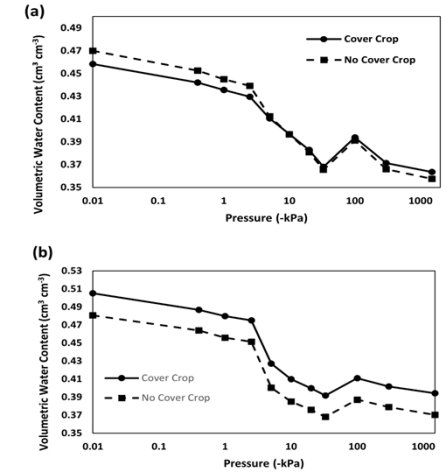 (a)
0.49
0.47
0.45
0.43
0.41
0.39
0.37
0.35
Volumetric Water Content (cm³ cm⁻³)
Cover Crop
No Cover Crop
0.01 0.1 1 10 100 1000
Pressure (-kPa)
(b)
0.53
0.51
0.49
0.47
0.45
0.43
0.41
0.39
0.37
0.35
Volumetric Water Content (cm³ cm⁻³)
Cover Crop
No Cover Crop
0.01 0.1 1 10 100 1000
Pressure (-kPa)